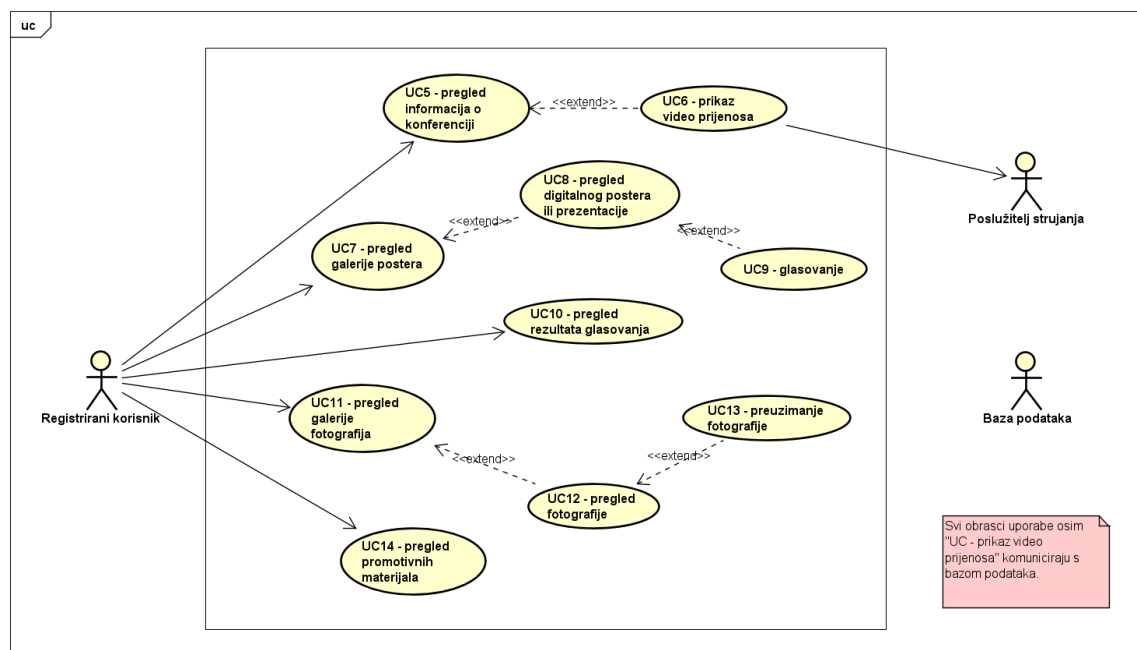 uc
UC5 - pregled
informacija o
konferenciji
<<extend>>
UC6 - prikaz
video prijenosa
Poslužitelj strujanja
UC8 - pregled
digitalnog postera
ili prezentacije
<<extend>>
<<extend>>
UC7 - pregled
galerije postera
UC9 - glasovanje
UC10 - pregled
rezultata glasovanja
Registrirani korisnik
Baza podataka
UC11 - pregled
galerije
fotografija
UC13 - preuzimanje
fotografije
<<extend>>
<<extend>>
UC12 - pregled
fotografije
UC14 - pregled
promotivnih
materijala
Svi obrasci uporabe osim
"UC - prikaz video
prijenosa" komuniciraju s
bazom podataka.